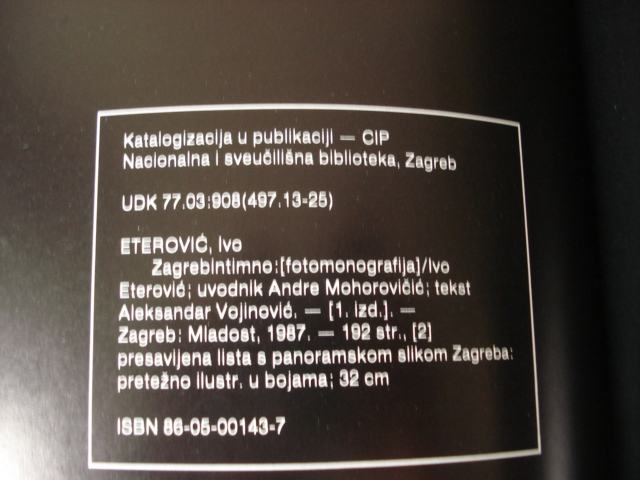 Katalogizacija u publikaciji — CIP
Nacionalna i sveučilišna biblioteka, Zagreb
UDK 77.03:908(497.13-25)
ETEROVIĆ, Ivo
Zagrebintimno:[fotomonografija]/Ivo
Eterović; uvodnik Andre Mohorovičić; tekst
Aleksandar Vojinović. — [1. izd.]. —
Zagreb: Mladost, 1987. — 192 str., [2]
presavijena lista s panoramskom slikom Zagreba:
pretežno ilustr. u bojama; 32 cm
ISBN 86-05-00143-7